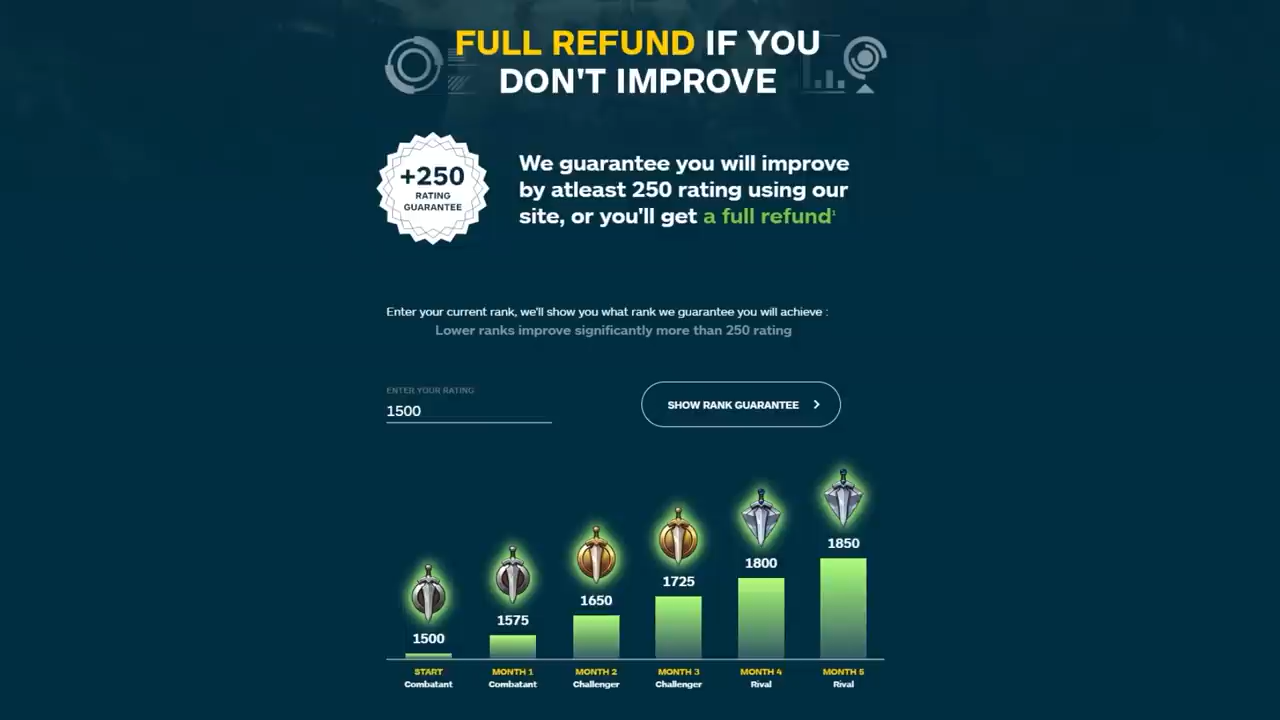 FULL REFUND IF YOU
DON'T IMPROVE
+250
RATING
GUARANTEE
We guarantee you will improve
by atleast 250 rating using our
site, or you'll get a full refund¹
Enter your current rank, we'll show you what rank we guarantee you will achieve :
Lower ranks improve significantly more than 250 rating
ENTER YOUR RATING
1500
SHOW RANK GUARANTEE >
1500
1575
1650
1725
1800
1850
START
Combatant
MONTH 1
Combatant
MONTH 2
Challenger
MONTH 3
Challenger
MONTH 4
Rival
MONTH 5
Rival